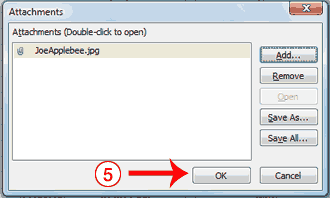 Attachments
Attachments (Double-click to open)
JoeApplebee.jpg
Add...
Remove
Open
Save As...
Save All...
5
OK
Cancel